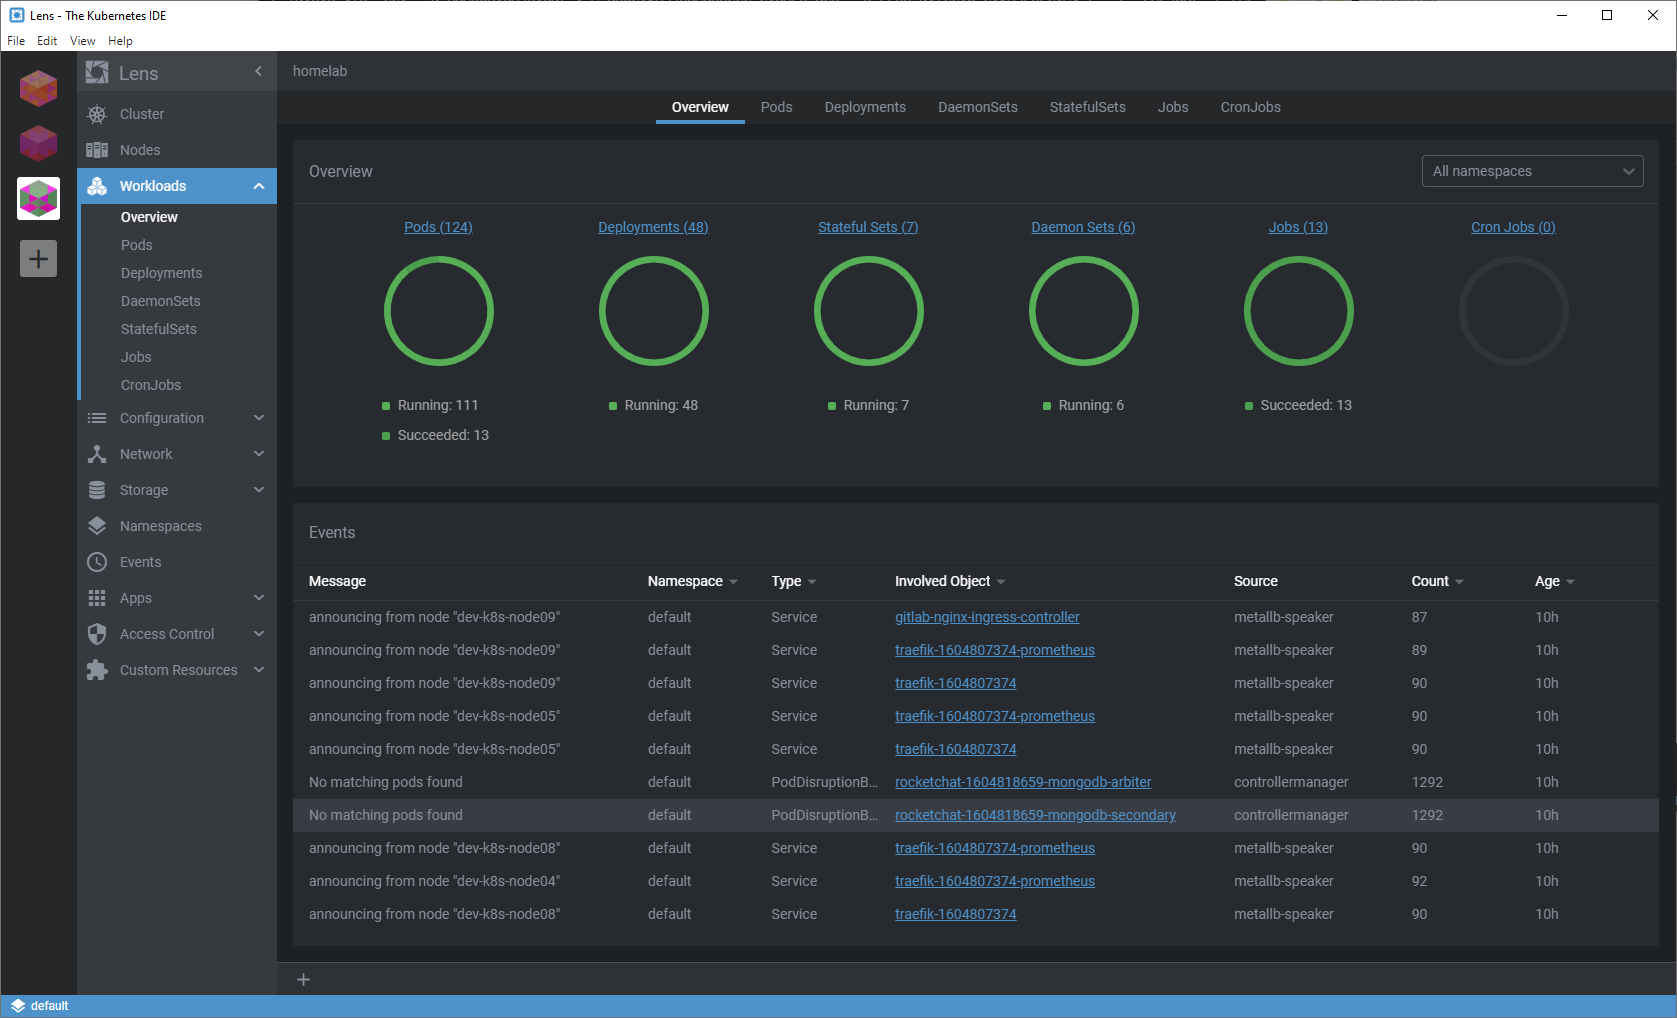 Lens - The Kubernetes IDE
File Edit View Help
Lens
homelab
Cluster
Nodes
Workloads
Overview
Pods
Deployments
DaemonSets
StatefulSets
Jobs
CronJobs
Configuration
Network
Storage
Namespaces
Events
Apps
Access Control
Custom Resources
Overview Pods Deployments DaemonSets StatefulSets Jobs CronJobs
Overview
All namespaces
Pods (124) Deployments (48) Stateful Sets (7) Daemon Sets (6) Jobs (13) Cron Jobs (0)
Running: 111 Running: 48 Running: 7 Running: 6 Succeeded: 13
Succeeded: 13
Events
Message Namespace Type Involved Object Source Count Age
announcing from node "dev-k8s-node09" default Service gitlab-nginx-ingress-controller metallb-speaker 87 10h
announcing from node "dev-k8s-node09" default Service traefik-1604807374-prometheus metallb-speaker 89 10h
announcing from node "dev-k8s-node09" default Service traefik-1604807374 metallb-speaker 90 10h
announcing from node "dev-k8s-node05" default Service traefik-1604807374-prometheus metallb-speaker 90 10h
announcing from node "dev-k8s-node05" default Service traefik-1604807374 metallb-speaker 90 10h
No matching pods found default PodDisruptionB... rocketchat-1604818659-mongodb-arbiter controllermanager 1292 10h
No matching pods found default PodDisruptionB... rocketchat-1604818659-mongodb-secondary controllermanager 1292 10h
announcing from node "dev-k8s-node08" default Service traefik-1604807374-prometheus metallb-speaker 90 10h
announcing from node "dev-k8s-node04" default Service traefik-1604807374-prometheus metallb-speaker 92 10h
announcing from node "dev-k8s-node08" default Service traefik-1604807374 metallb-speaker 90 10h
default